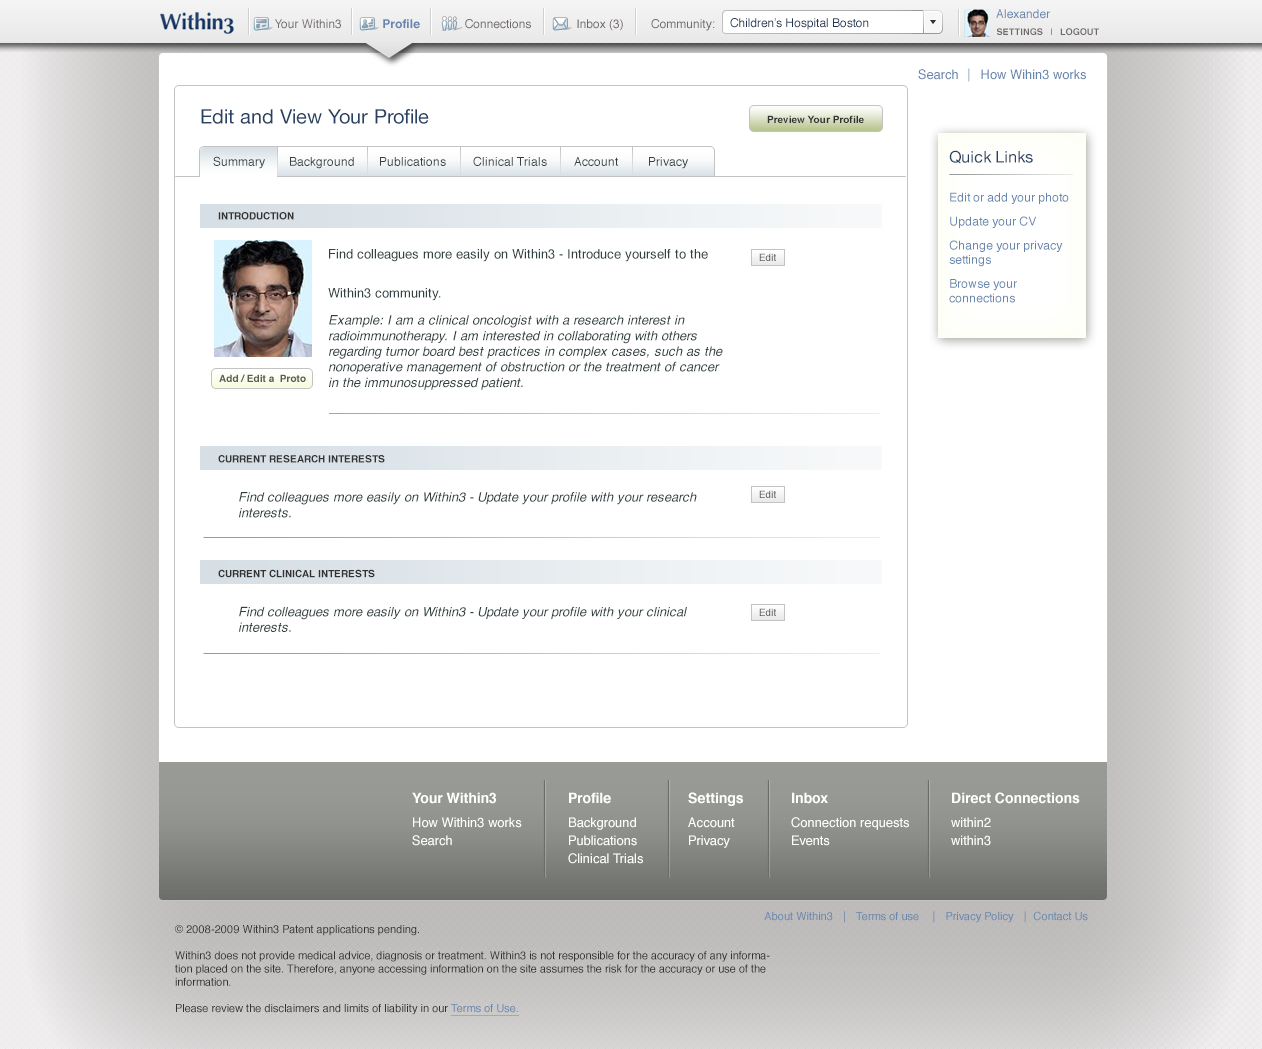 Within3
Your Within3
Profile
Connections
Inbox (3)
Community:
Children's Hospital Boston
Alexander
SETTINGS | LOGOUT
Search | How Wihin3 works
Edit and View Your Profile
Preview Your Profile
Summary
Background
Publications
Clinical Trials
Account
Privacy
INTRODUCTION
Find colleagues more easily on Within3 - Introduce yourself to the
Within3 community.
Edit
Example: I am a clinical oncologist with a research interest in
radioimmunotherapy. I am interested in collaborating with others
regarding tumor board best practices in complex cases, such as the
nonoperative management of obstruction or the treatment of cancer
in the immunosuppressed patient.
Add / Edit a Proto
CURRENT RESEARCH INTERESTS
Find colleagues more easily on Within3 - Update your profile with your research
interests.
Edit
CURRENT CLINICAL INTERESTS
Find colleagues more easily on Within3 - Update your profile with your clinical
interests.
Edit
Quick Links
Edit or add your photo
Update your CV
Change your privacy
settings
Browse your
connections
Your Within3
How Within3 works
Search
Profile
Background
Publications
Clinical Trials
Settings
Account
Privacy
Inbox
Connection requests
Events
Direct Connections
within2
within3
About Within3 | Terms of use | Privacy Policy | Contact Us
© 2008-2009 Within3 Patent applications pending.
Within3 does not provide medical advice, diagnosis or treatment. Within3 is not responsible for the accuracy of any informa-
tion placed on the site. Therefore, anyone accessing information on the site assumes the risk for the accuracy or use of the
information.
Please review the disclaimers and limits of liability in our Terms of Use.